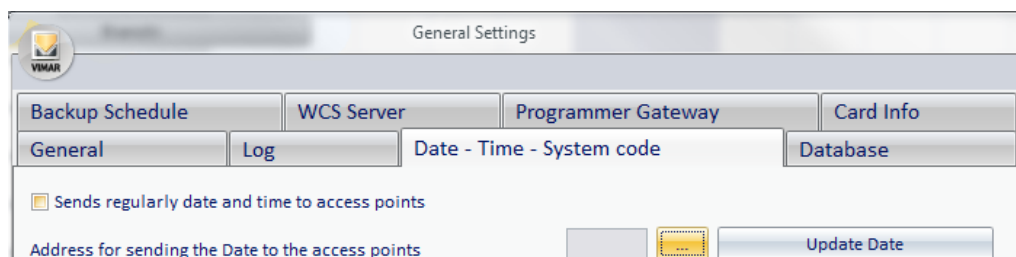 General Settings
VIMAR
Backup Schedule WCS Server Programmer Gateway Card Info
General Log Date - Time - System code Database
Sends regularly date and time to access points
Address for sending the Date to the access points ... Update Date